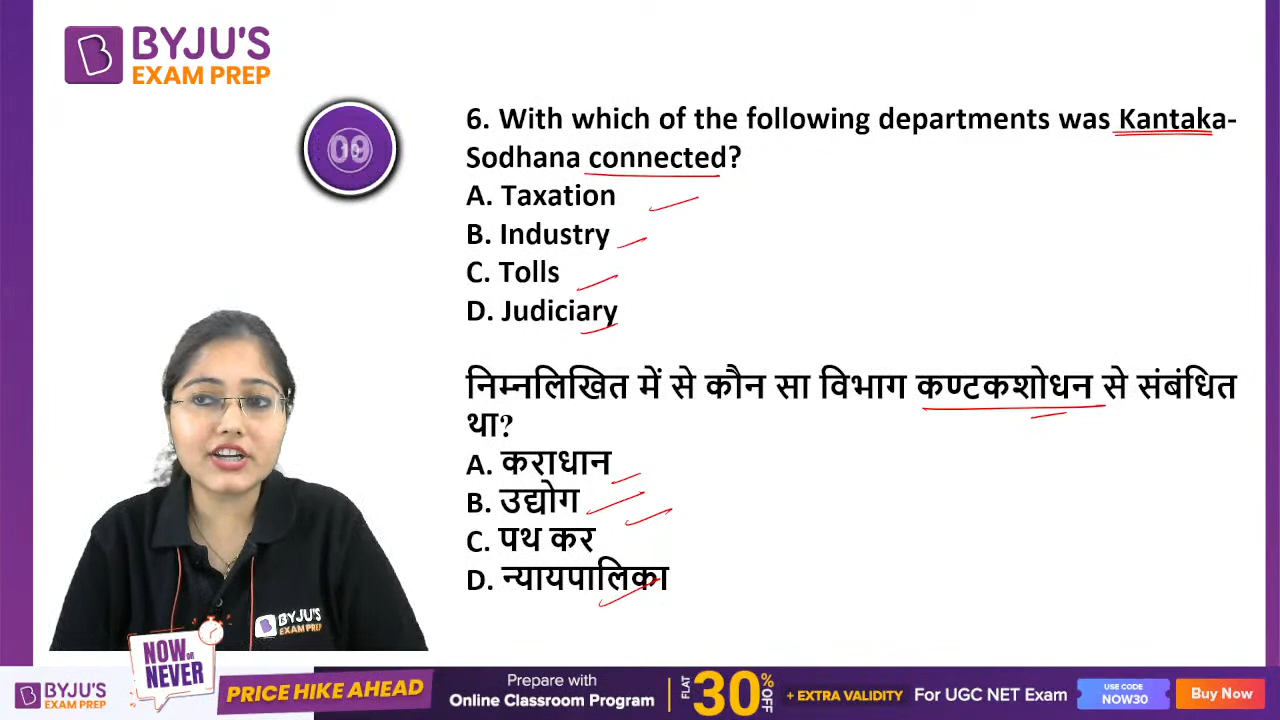 BYJU'S
EXAM PREP
09
6. With which of the following departments was Kantaka-
Sodhana connected?
A. Taxation
B. Industry
C. Tolls
D. Judiciary
निम्नलिखित में से कौन सा विभाग कण्टकशोधन से संबंधित
था?
A. कराधान
B. उद्योग
C. पथ कर
D. न्यायपालिका
BYJU'S
EXAM PREP
NOW OR
NEVER
BYJU'S
EXAM PREP
PRICE HIKE AHEAD
Prepare with
Online Classroom Program
FLAT 30% OFF
+ EXTRA VALIDITY
For UGC NET Exam
USE CODE
NOW30
Buy Now